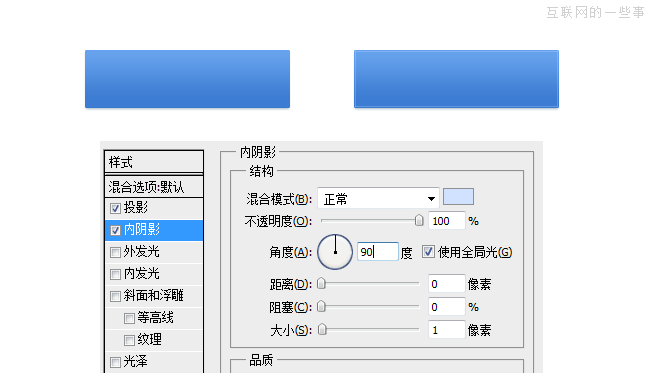 互联网的一些事
内阴影
样式
结构
混合选项:默认
混合模式(B): 正常
投影
不透明度(O): 100 %
内阴影
角度(A): 90 度 使用全局光(G)
外发光
内发光
距离(D): 0 像素
斜面和浮雕
阻塞(C): 0 %
等高线
大小(S): 1 像素
纹理
光泽
品质